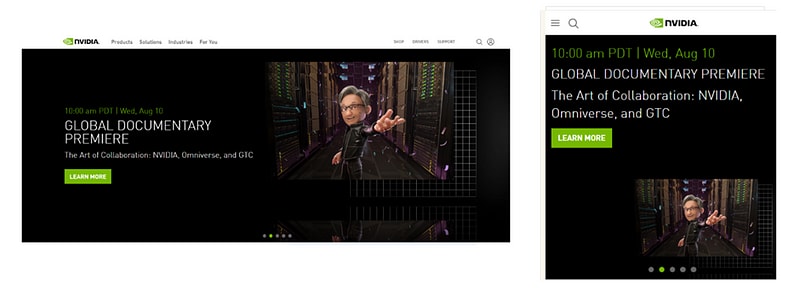 NVIDIA.
Products Solutions Industries For You
SHOP DRIVERS SUPPORT
10:00 am PDT | Wed, Aug 10
GLOBAL DOCUMENTARY
PREMIERE
The Art of Collaboration: NVIDIA, Omniverse, and GTC
LEARN MORE
NVIDIA.
10:00 am PDT | Wed, Aug 10
GLOBAL DOCUMENTARY PREMIERE
The Art of Collaboration: NVIDIA,
Omniverse, and GTC
LEARN MORE